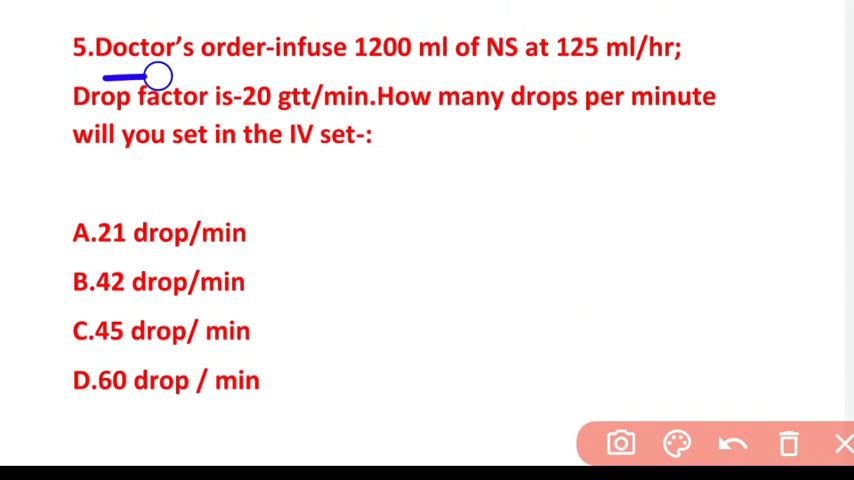 5.Doctor's order-infuse 1200 ml of NS at 125 ml/hr;
Drop factor is-20 gtt/min.How many drops per minute
will you set in the IV set-:
A.21 drop/min
B.42 drop/min
C.45 drop/ min
D.60 drop / min